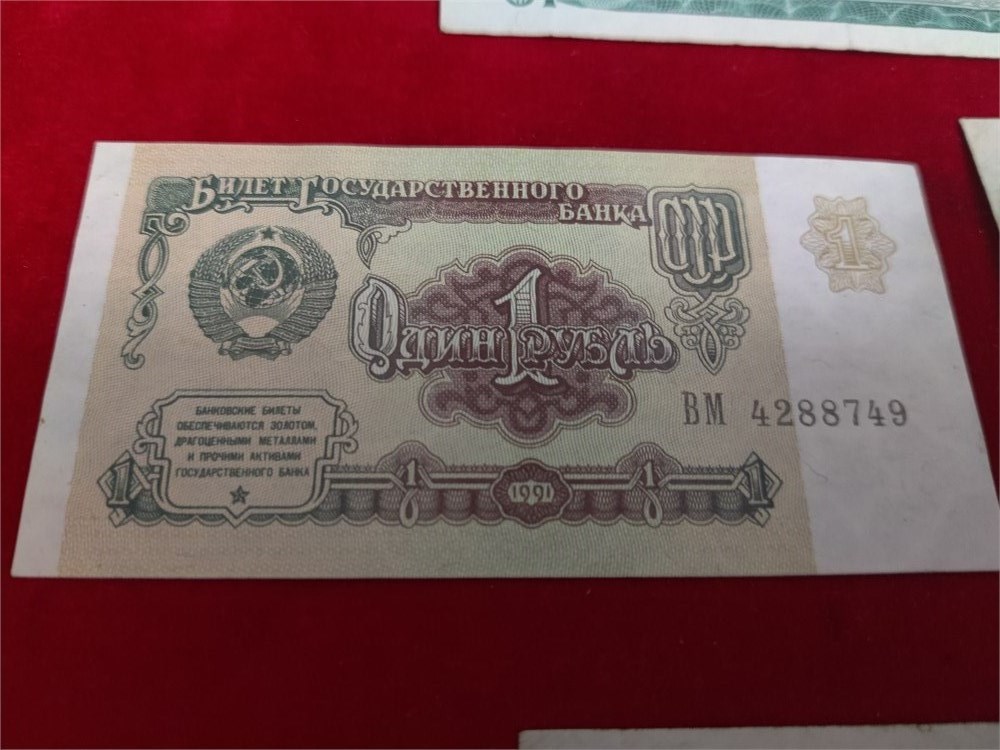 Билет Государственного
банка СССР
1
Один 1 рубль
ВМ 4288749
БАНКОВСКИЕ БИЛЕТЫ
ОБЕСПЕЧИВАЮТСЯ ЗОЛОТОМ,
ДРАГОЦЕННЫМИ МЕТАЛЛАМИ
И ПРОЧИМИ АКТИВАМИ
ГОСУДАРСТВЕННОГО БАНКА
1 1 1991 1 1